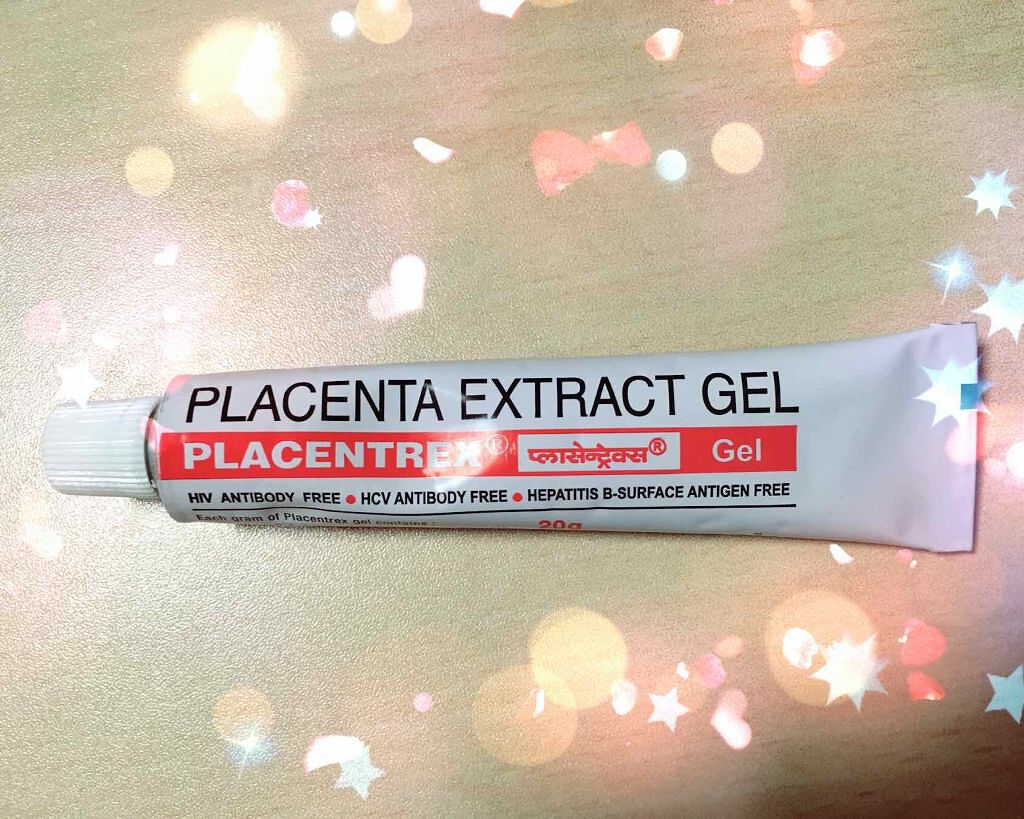 PLACENTA EXTRACT GEL
PLACENTREX® प्लासेन्ट्रेक्स® Gel
HIV ANTIBODY FREE ● HCV ANTIBODY FREE ● HEPATITIS B-SURFACE ANTIGEN FREE
Each gram of Placentrex gel contains : 20g